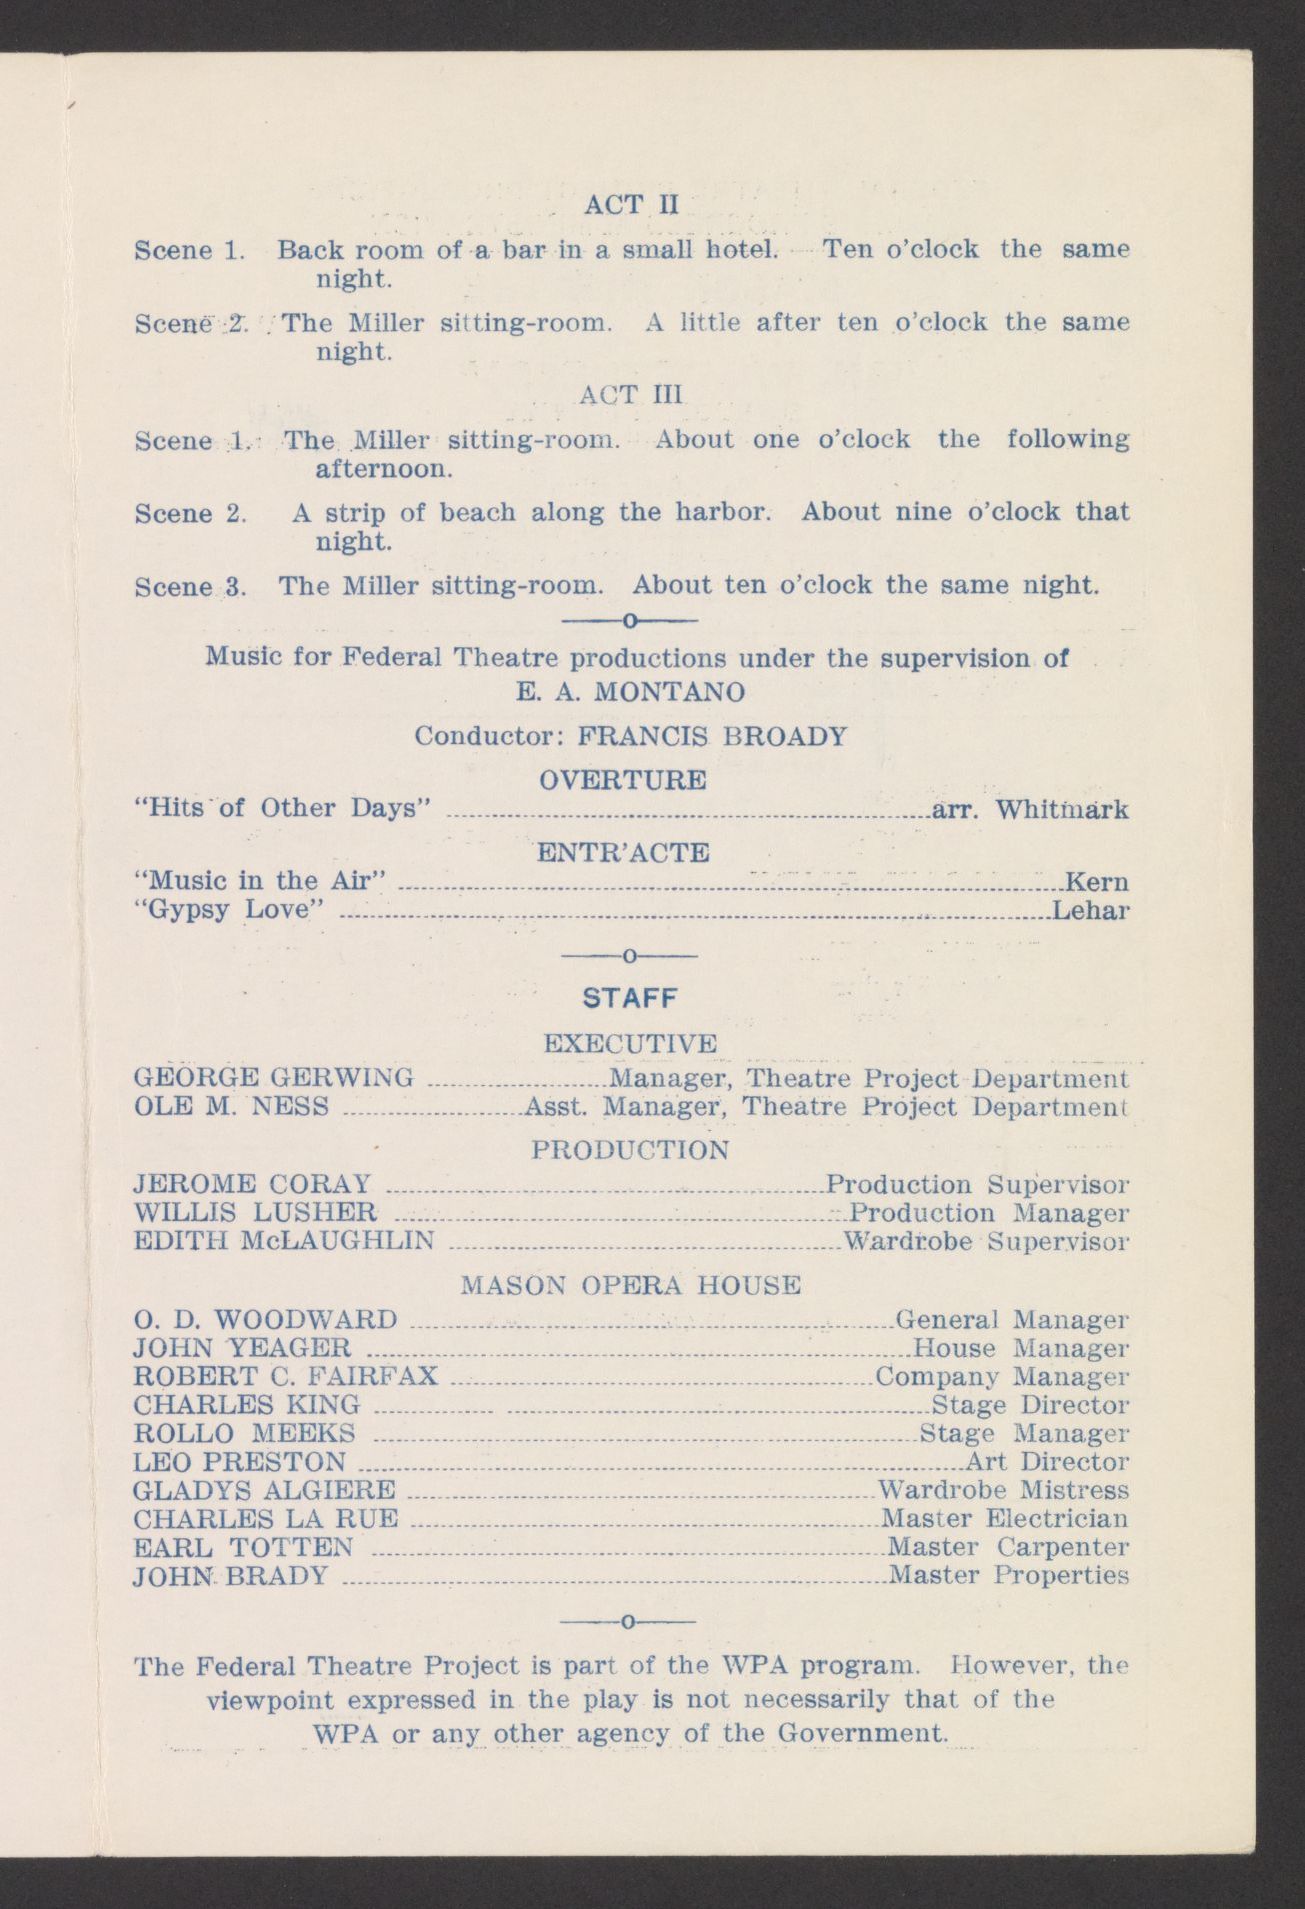 ACT II
Scene 1. Back room of a bar in a small hotel. Ten o'clock the same
night.
Scene 2. The Miller sitting-room. A little after ten o'clock the same
night.
ACT III
Scene 1. The Miller sitting-room. About one o'clock the following
afternoon.
Scene 2. A strip of beach along the harbor. About nine o'clock that
night.
Scene 3. The Miller sitting-room. About ten o'clock the same night.
——o——
Music for Federal Theatre productions under the supervision of
E. A. MONTANO
Conductor: FRANCIS BROADY
OVERTURE
"Hits of Other Days" ........ arr. Whitmark
ENTR'ACTE
"Music in the Air" ........ Kern
"Gypsy Love" ........ Lehar
——o——
STAFF
EXECUTIVE
GEORGE GERWING ........ Manager, Theatre Project Department
OLE M. NESS ........ Asst. Manager, Theatre Project Department
PRODUCTION
JEROME CORAY ........ Production Supervisor
WILLIS LUSHER ........ Production Manager
EDITH McLAUGHLIN ........ Wardrobe Supervisor
MASON OPERA HOUSE
O. D. WOODWARD ........ General Manager
JOHN YEAGER ........ House Manager
ROBERT C. FAIRFAX ........ Company Manager
CHARLES KING ........ Stage Director
ROLLO MEEKS ........ Stage Manager
LEO PRESTON ........ Art Director
GLADYS ALGIERE ........ Wardrobe Mistress
CHARLES LA RUE ........ Master Electrician
EARL TOTTEN ........ Master Carpenter
JOHN BRADY ........ Master Properties
——o——
The Federal Theatre Project is part of the WPA program. However, the
viewpoint expressed in the play is not necessarily that of the
WPA or any other agency of the Government.